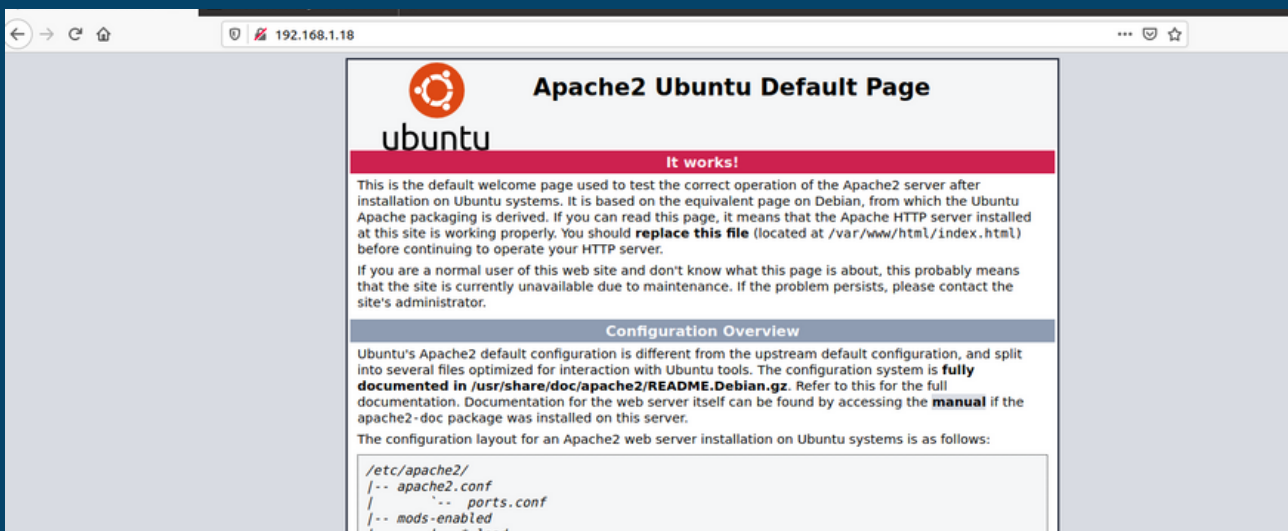 192.168.1.18
Apache2 Ubuntu Default Page
ubuntu
It works!
This is the default welcome page used to test the correct operation of the Apache2 server after
installation on Ubuntu systems. It is based on the equivalent page on Debian, from which the Ubuntu
Apache packaging is derived. If you can read this page, it means that the Apache HTTP server installed
at this site is working properly. You should replace this file (located at /var/www/html/index.html)
before continuing to operate your HTTP server.
If you are a normal user of this web site and don't know what this page is about, this probably means
that the site is currently unavailable due to maintenance. If the problem persists, please contact the
site's administrator.
Configuration Overview
Ubuntu's Apache2 default configuration is different from the upstream default configuration, and split
into several files optimized for interaction with Ubuntu tools. The configuration system is fully
documented in /usr/share/doc/apache2/README.Debian.gz. Refer to this for the full
documentation. Documentation for the web server itself can be found by accessing the manual if the
apache2-doc package was installed on this server.
The configuration layout for an Apache2 web server installation on Ubuntu systems is as follows:
/etc/apache2/
|-- apache2.conf
|       `-- ports.conf
|-- mods-enabled